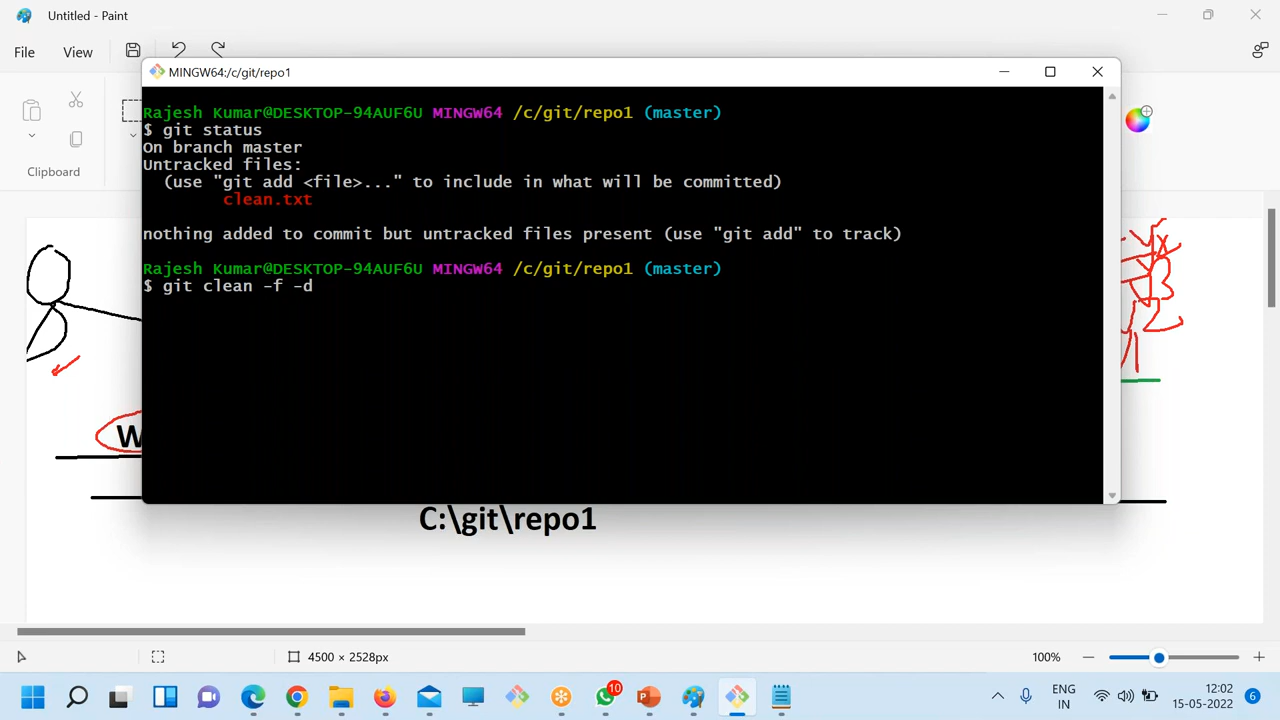 Untitled - Paint
File View
MINGW64:/c/git/repo1
Rajesh Kumar@DESKTOP-94AUF6U MINGW64 /c/git/repo1 (master)
$ git status
On branch master
Untracked files:
(use "git add <file>..." to include in what will be committed)
clean.txt
nothing added to commit but untracked files present (use "git add" to track)
Rajesh Kumar@DESKTOP-94AUF6U MINGW64 /c/git/repo1 (master)
$ git clean -f -d
Clipboard
W
C:\git\repo1
4500 × 2528px
100%
10
ENG
IN
12:02
15-05-2022
6